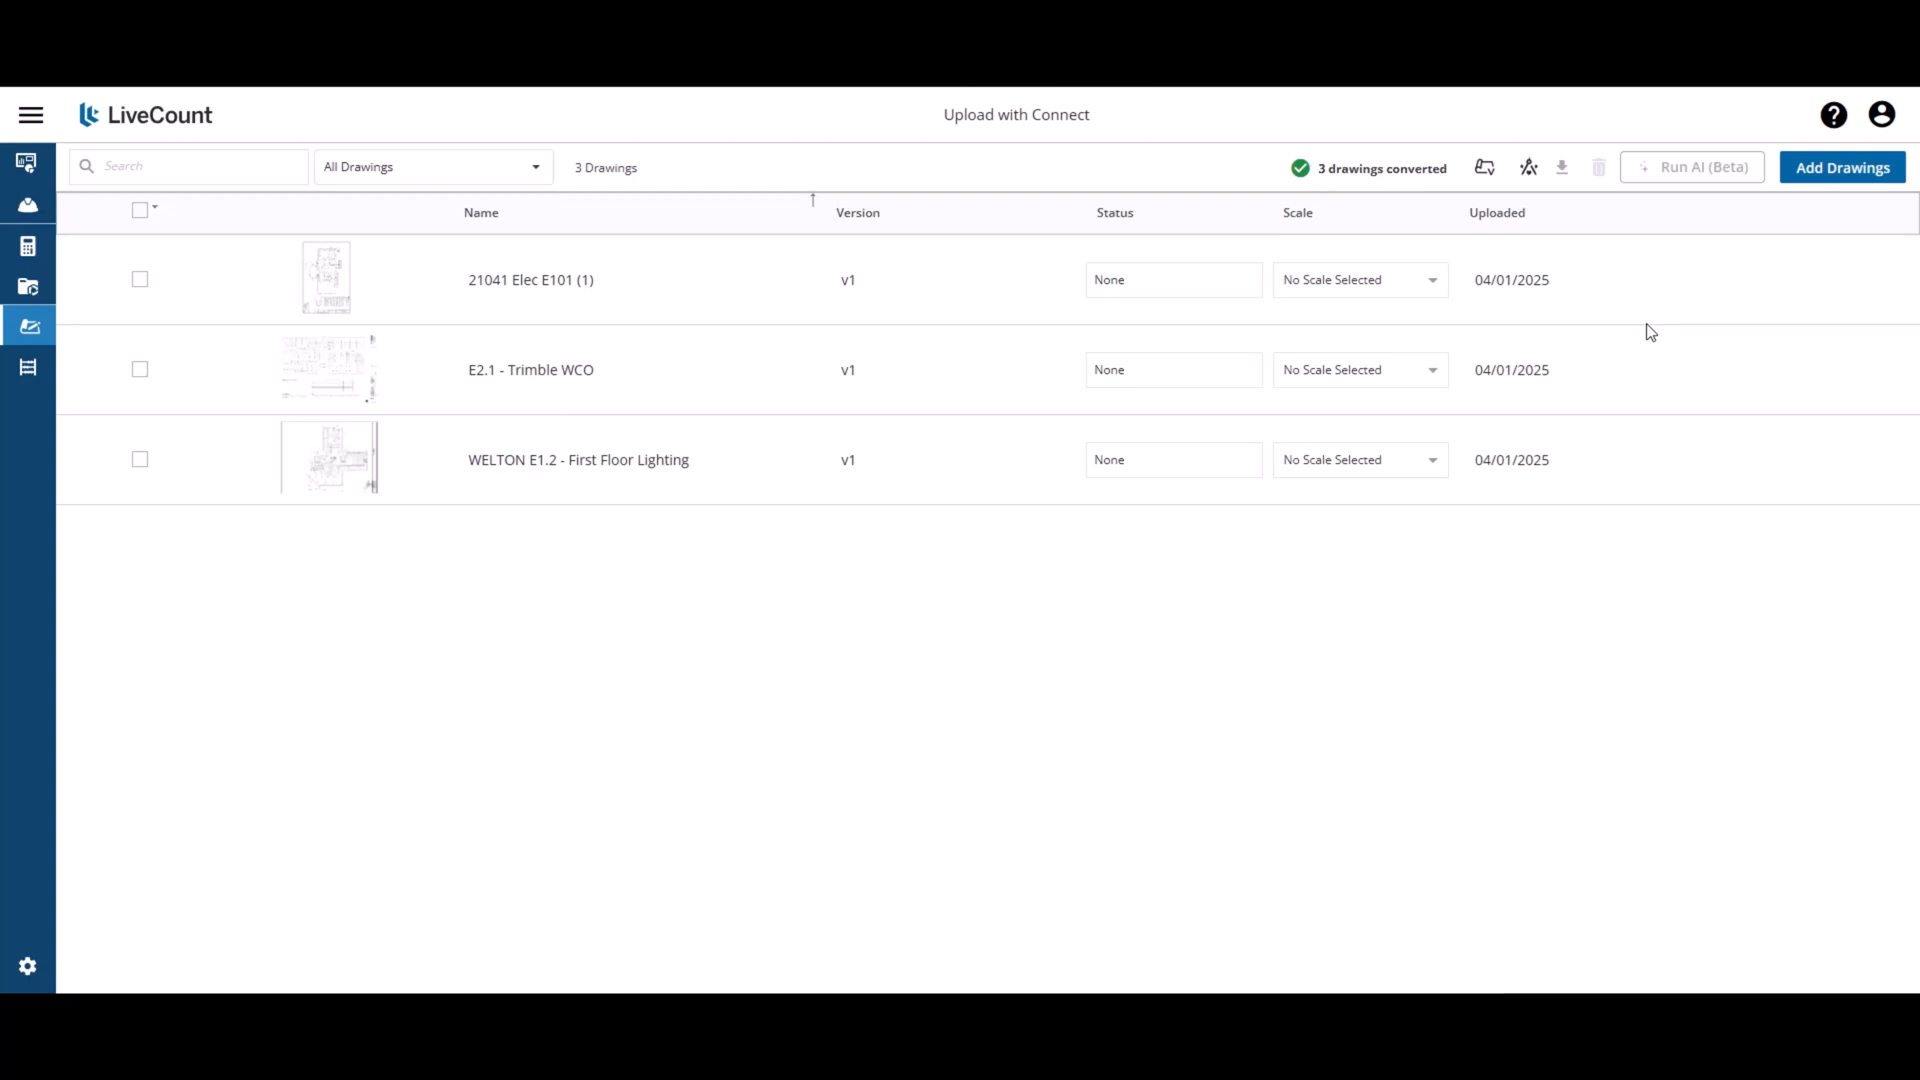 LiveCount
Upload with Connect
Search
All Drawings
3 Drawings
3 drawings converted
Run AI (Beta)
Add Drawings
Name
Version
Status
Scale
Uploaded
21041 Elec E101 (1)
v1
None
No Scale Selected
04/01/2025
E2.1 - Trimble WCO
v1
None
No Scale Selected
04/01/2025
WELTON E1.2 - First Floor Lighting
v1
None
No Scale Selected
04/01/2025